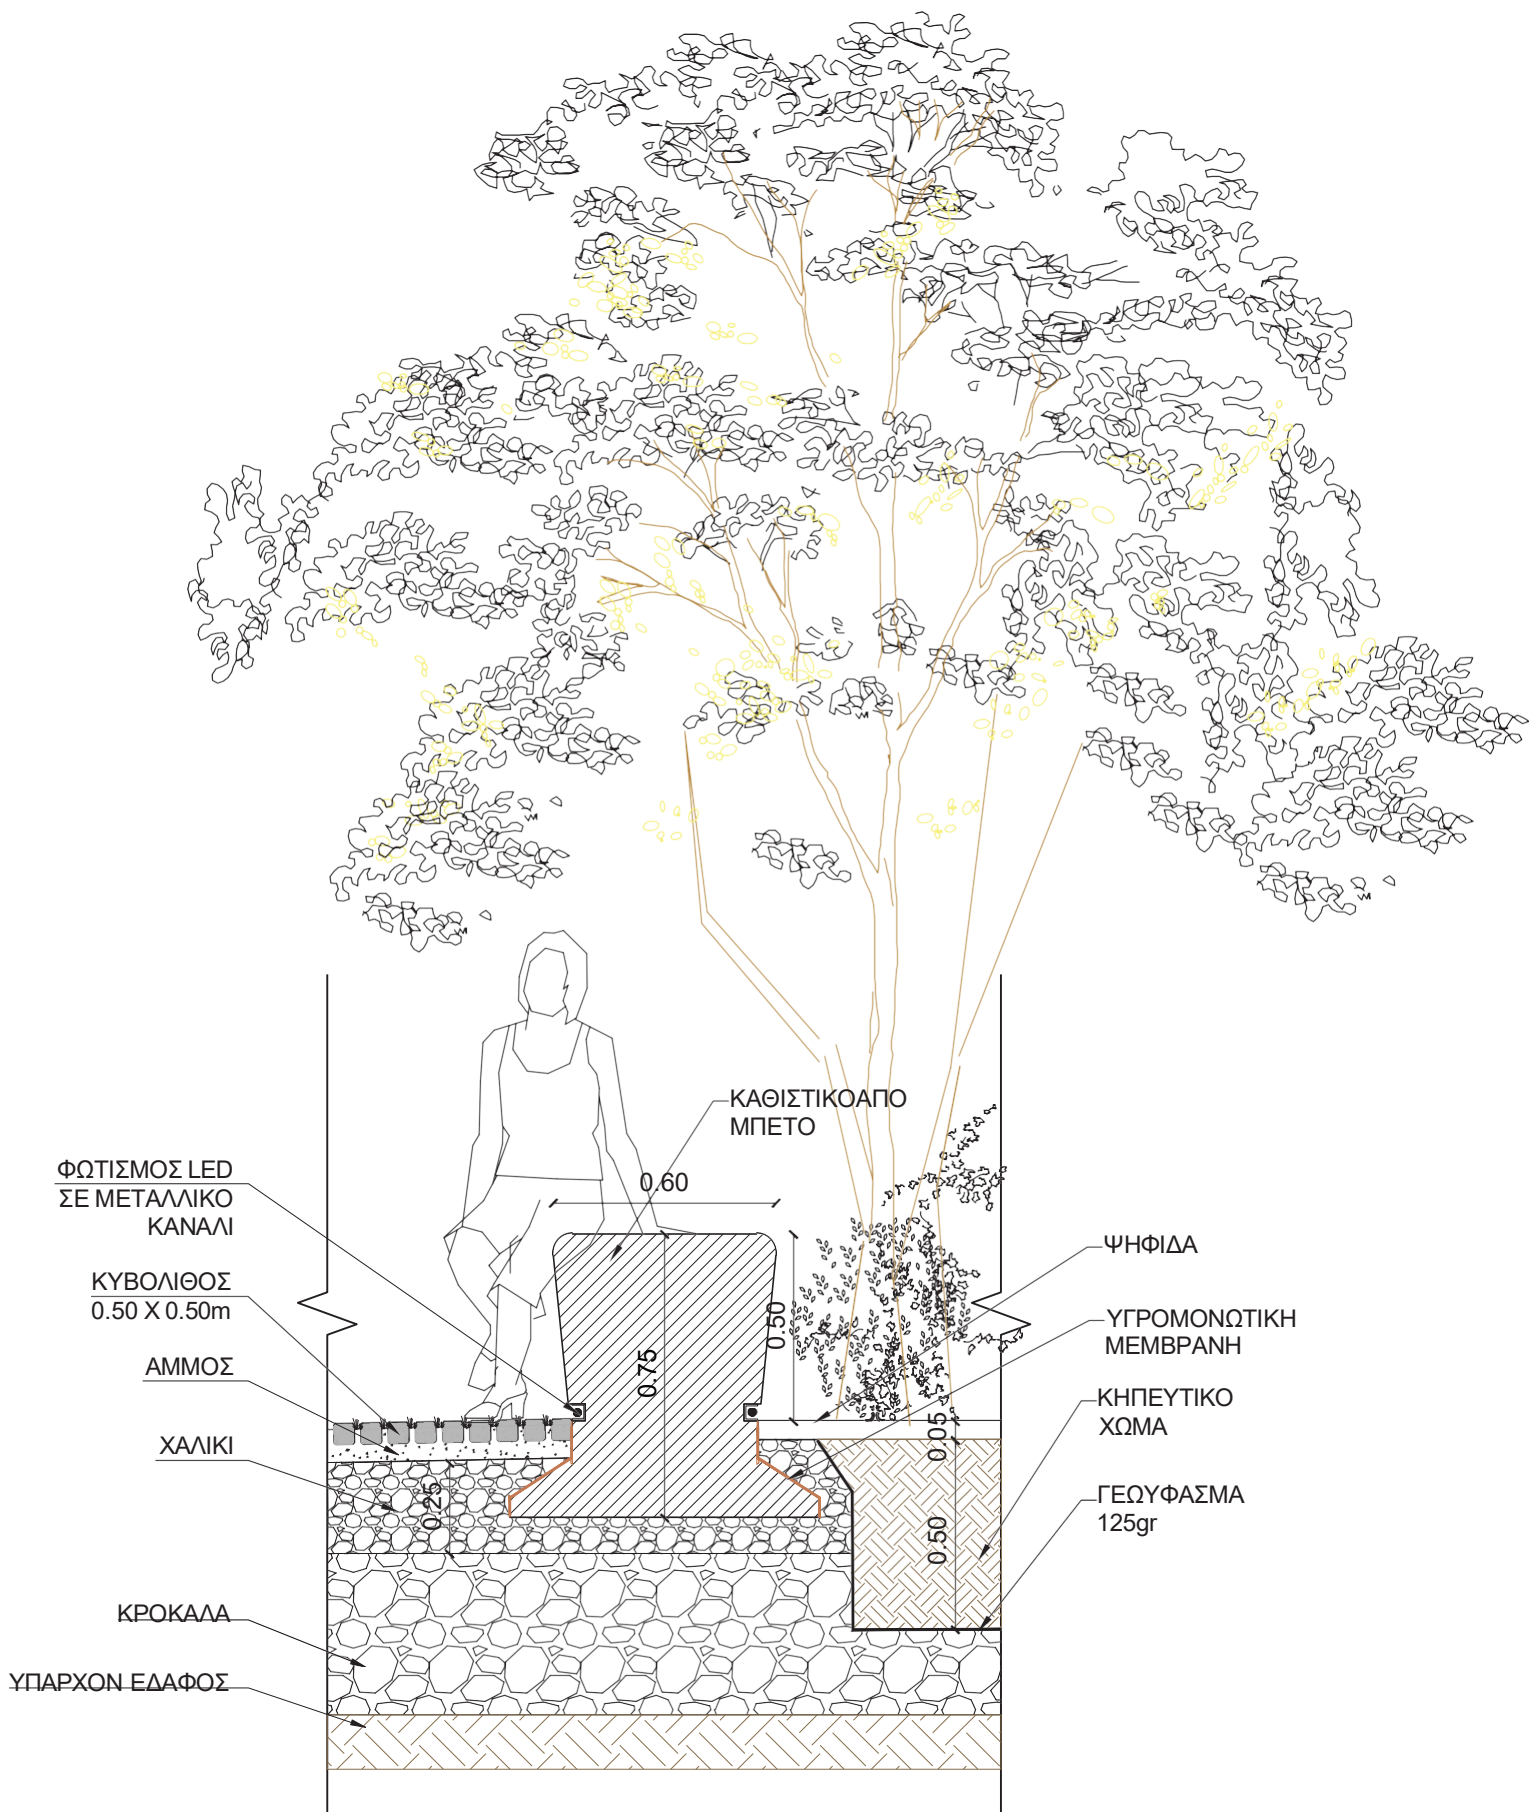 ΚΑΘΙΣΤΙΚΟΑΠΟ
ΜΠΕΤΟ
0.60
ΦΩΤΙΣΜΟΣ LED
ΣΕ ΜΕΤΑΛΛΙΚΟ
ΚΑΝΑΛΙ
ΚΥΒΟΛΙΘΟΣ
0.50 X 0.50m
ΑΜΜΟΣ
ΧΑΛΙΚΙ
ΚΡΟΚΑΛΑ
ΥΠΑΡΧΟΝ ΕΔΑΦΟΣ
0.25
0.75
0.50
0.05
0.50
ΨΗΦΙΔΑ
ΥΓΡΟΜΟΝΩΤΙΚΗ
ΜΕΜΒΡΑΝΗ
ΚΗΠΕΥΤΙΚΟ
ΧΩΜΑ
ΓΕΩΥΦΑΣΜΑ
125gr